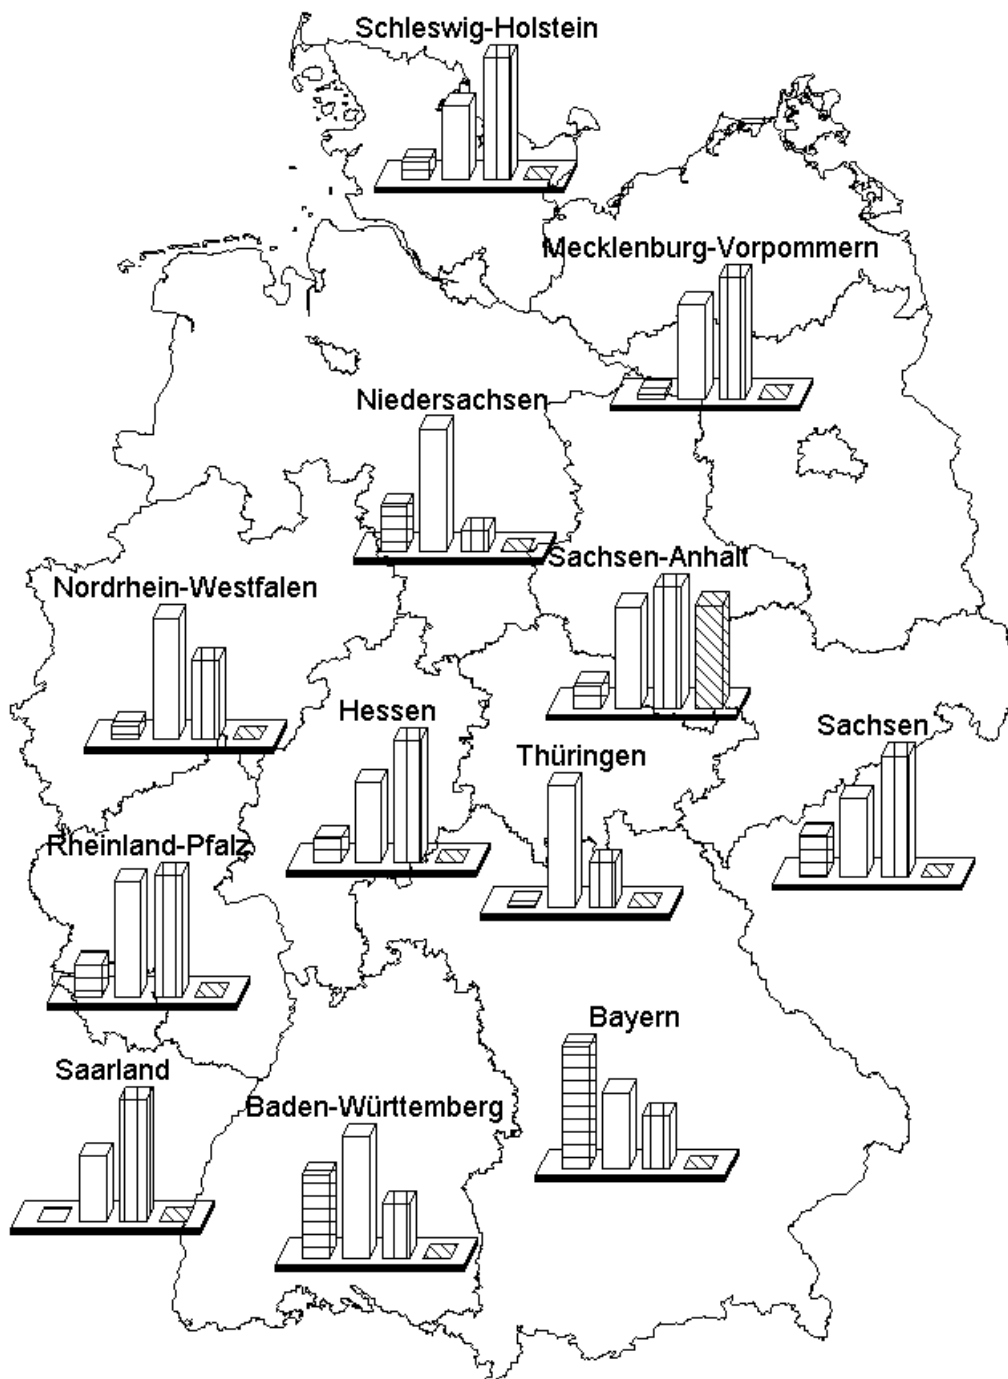 Schleswig-Holstein
Mecklenburg-Vorpommern
Niedersachsen
Sachsen-Anhalt
Nordrhein-Westfalen
Hessen
Sachsen
Thüringen
Rheinland-Pfalz
Bayern
Saarland
Baden-Württemberg